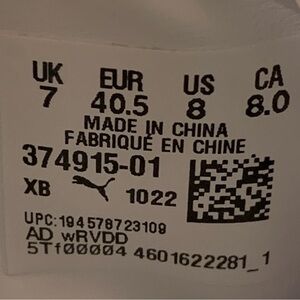 UK EUR US CA
7 40.5 8 8.0
MADE IN CHINA
FABRIQUÉ EN CHINE
374915-01
XB 1022
UPC:194578723109
AD wRVDD
5Tf00004 4601622281_1